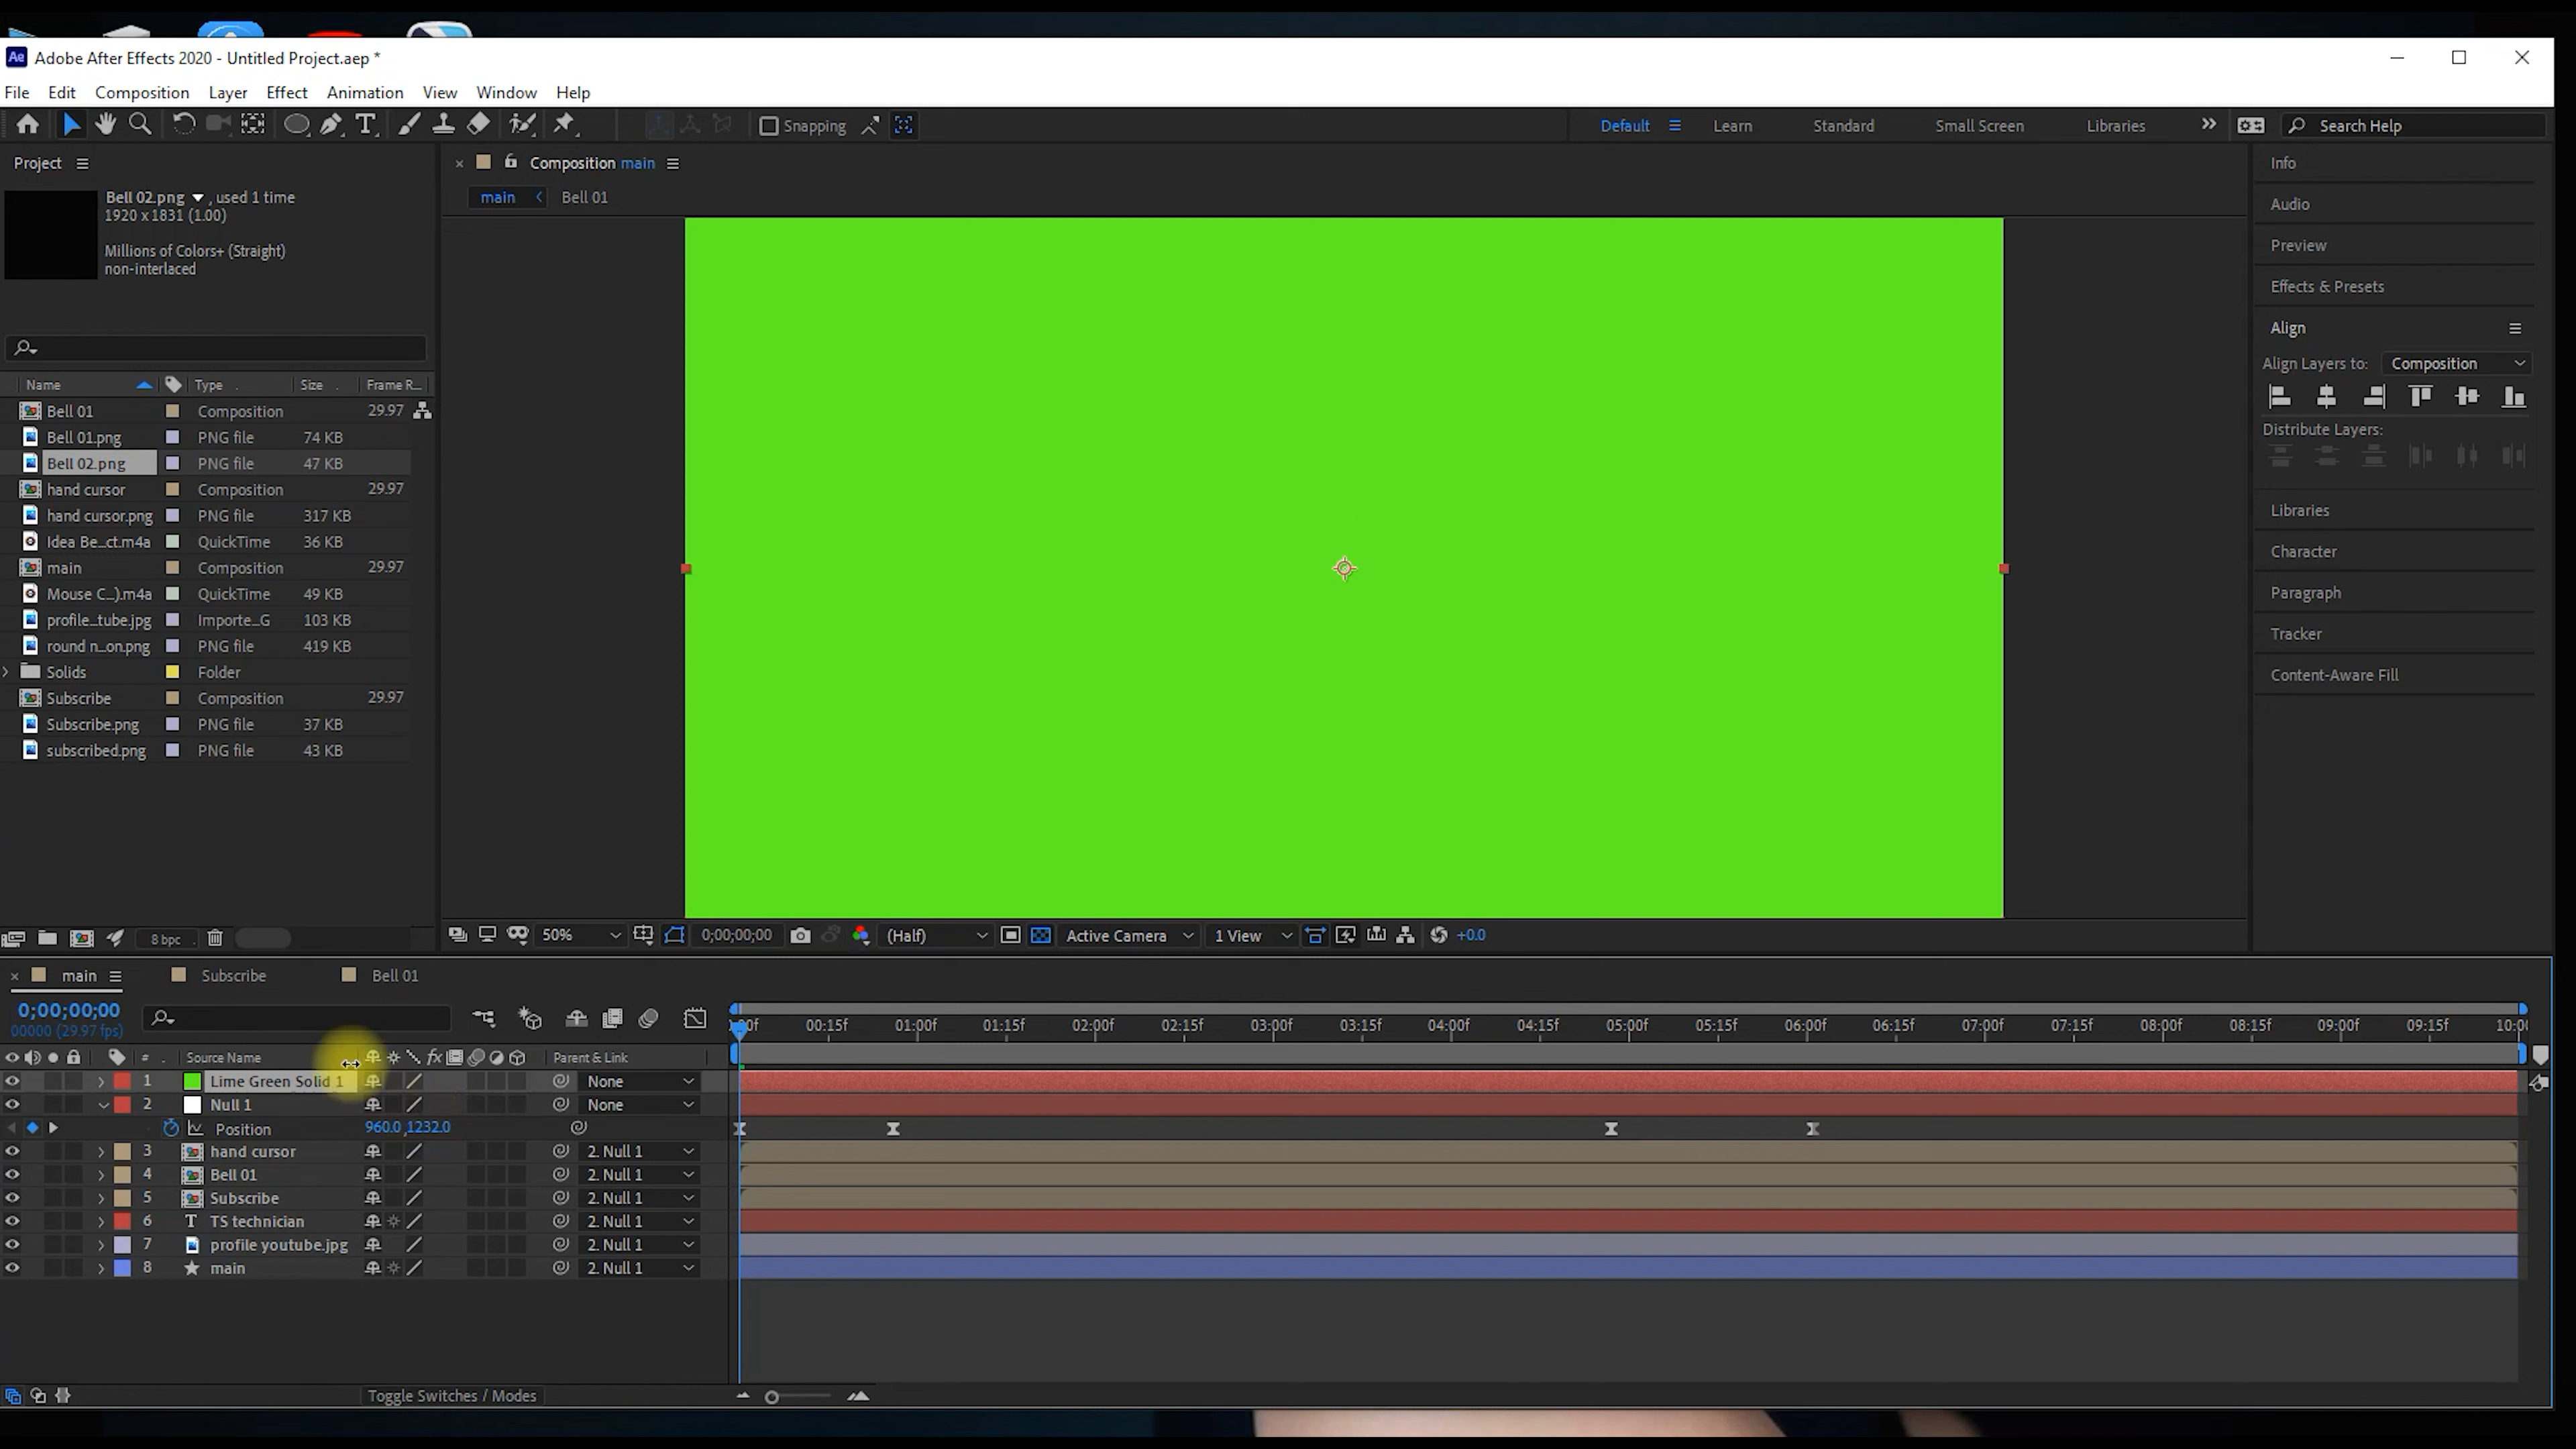 Adobe After Effects 2020 - Untitled Project.aep *
File Edit Composition Layer Effect Animation View Window Help
Snapping Default Learn Standard Small Screen Libraries Search Help
Project
Composition main
Bell 02.png , used 1 time
1920 x 1831 (1.00)
Millions of Colors+ (Straight)
non-interlaced
main Bell 01
Info
Audio
Preview
Effects & Presets
Align
Align Layers to: Composition
Distribute Layers:
Libraries
Character
Paragraph
Tracker
Content-Aware Fill
Name Type Size Frame R...
Bell 01 Composition 29.97
Bell 01.png PNG file 74 KB
Bell 02.png PNG file 47 KB
hand cursor Composition 29.97
hand cursor.png PNG file 317 KB
Idea Be...ct.m4a QuickTime 36 KB
main Composition 29.97
Mouse C...).m4a QuickTime 49 KB
profile...tube.jpg Importe...G 103 KB
round n...on.png PNG file 419 KB
Solids Folder
Subscribe Composition 29.97
Subscribe.png PNG file 37 KB
subscribed.png PNG file 43 KB
8 bpc
50% 0;00;00;00 (Half) Active Camera 1 View +0.0
main Subscribe Bell 01
0;00;00;00
00000 (29.97 fps)
00:15f 01:00f 01:15f 02:00f 02:15f 03:00f 03:15f 04:00f 04:15f 05:00f 05:15f 06:00f 06:15f 07:00f 07:15f 08:00f 08:15f 09:00f 09:15f
# Source Name fx Parent & Link
1 Lime Green Solid 1 None
2 Null 1 None
Position 960.0,1232.0
3 hand cursor 2. Null 1
4 Bell 01 2. Null 1
5 Subscribe 2. Null 1
6 T TS technician 2. Null 1
7 profile youtube.jpg 2. Null 1
8 main 2. Null 1
Toggle Switches / Modes